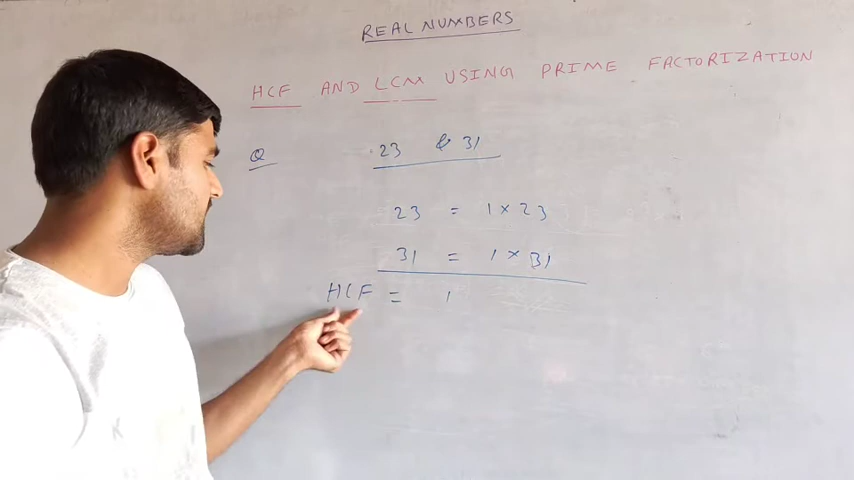 REAL NUMBERS
HCF AND LCM USING PRIME FACTORIZATION
Q 23 & 31
23 = 1 × 23
31 = 1 × 31
HCF = 1